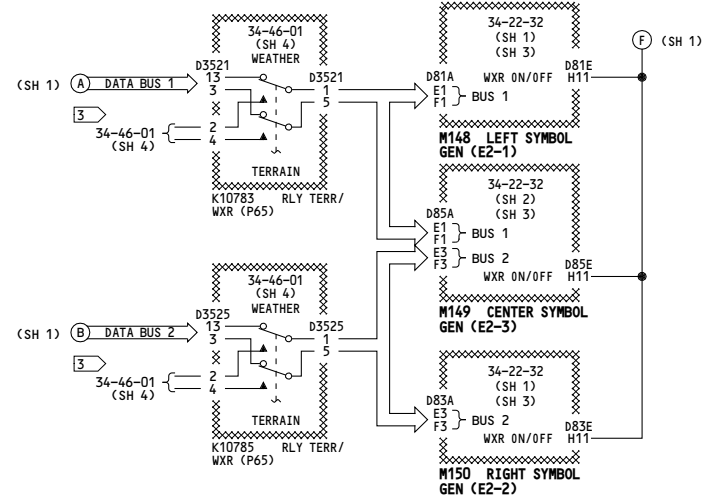 34-46-01
(SH 4)
WEATHER
D3521
D3521
(SH 1) A DATA BUS 1
13
3
1
5
3
34-46-01
(SH 4)
2
4
TERRAIN
K10783 RLY TERR/
WXR (P65)
34-22-32
(SH 1)
(SH 3)
D81A
E1
F1
BUS 1
WXR ON/OFF
D81E
H11
M148 LEFT SYMBOL
GEN (E2-1)
F (SH 1)
34-22-32
(SH 2)
(SH 3)
D85A
E1
F1
BUS 1
E3
F3
BUS 2
WXR ON/OFF
D85E
H11
M149 CENTER SYMBOL
GEN (E2-3)
34-46-01
(SH 4)
WEATHER
D3525
D3525
(SH 1) B DATA BUS 2
13
3
1
5
3
34-46-01
(SH 4)
2
4
TERRAIN
K10785 RLY TERR/
WXR (P65)
34-22-32
(SH 1)
(SH 3)
D83A
E3
F3
BUS 2
WXR ON/OFF
D83E
H11
M150 RIGHT SYMBOL
GEN (E2-2)